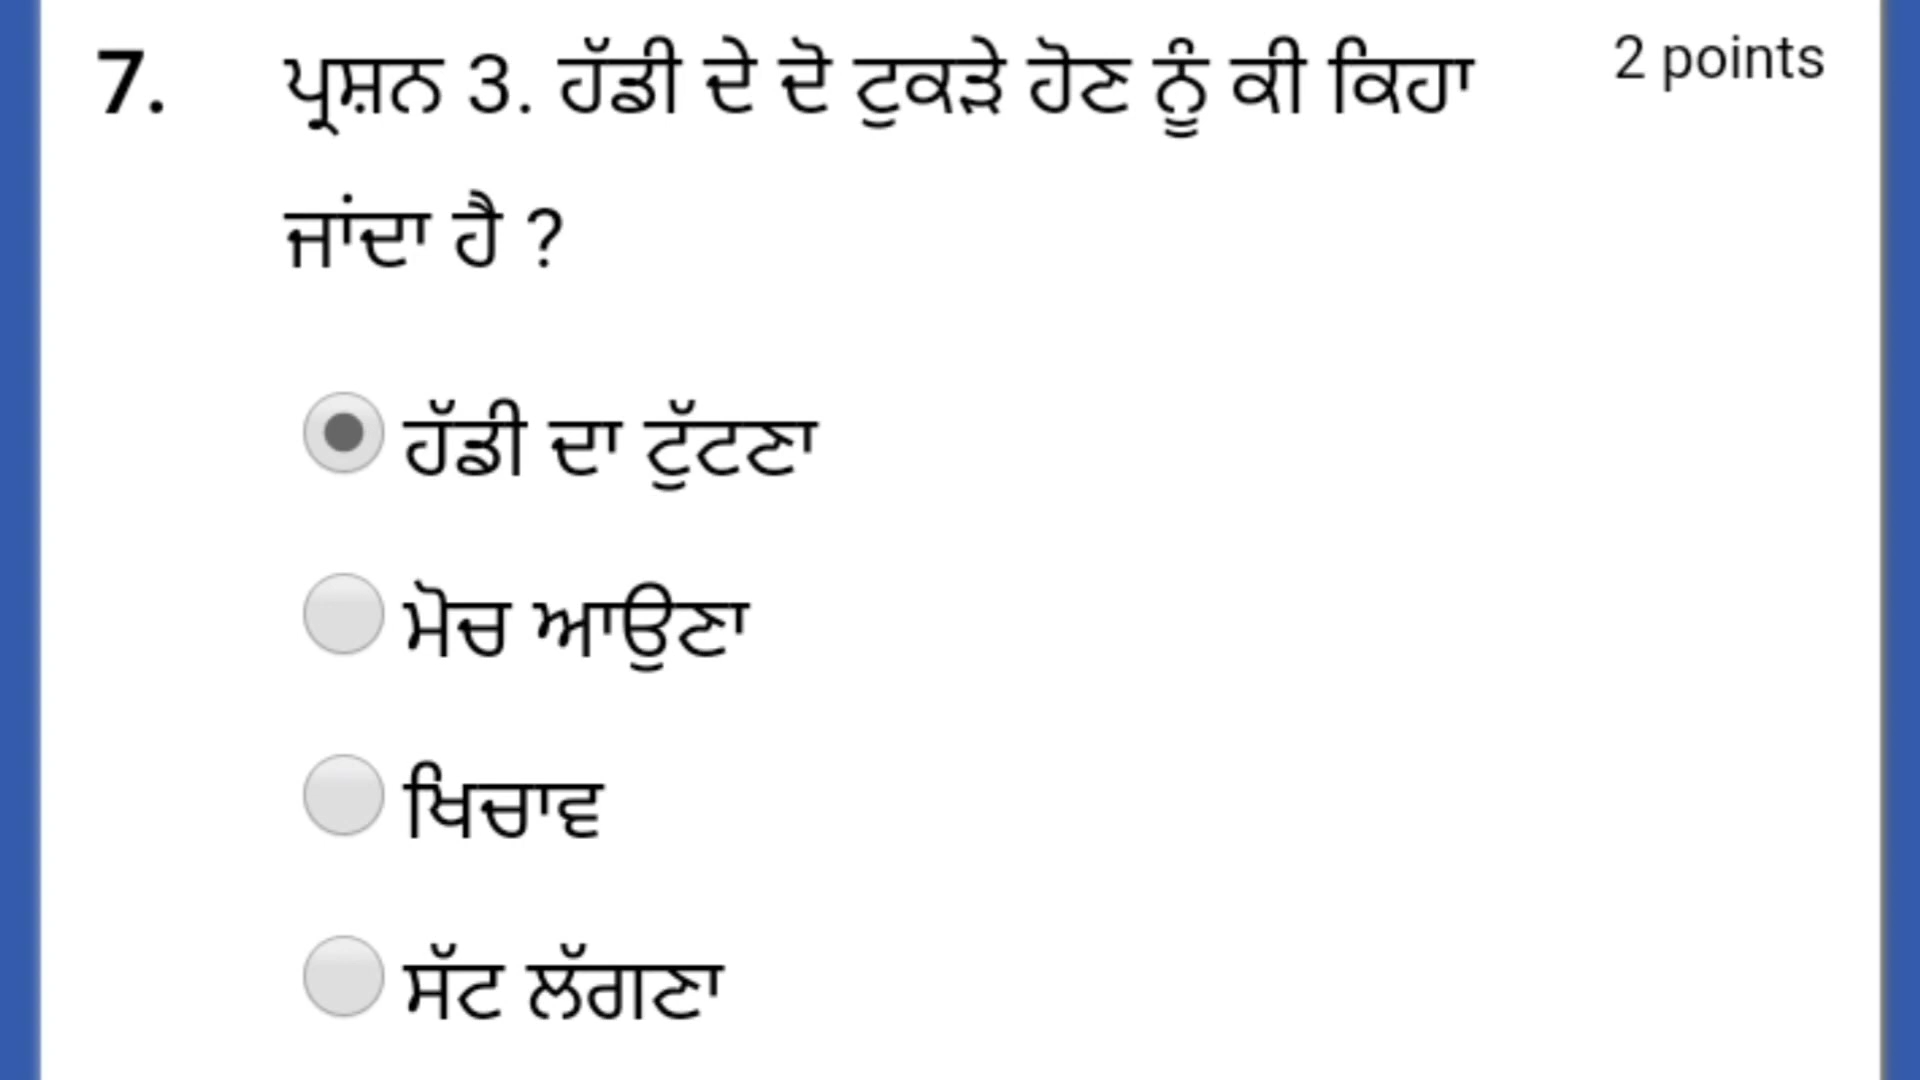 7. ਪ੍ਰਸ਼ਨ 3. ਹੱਡੀ ਦੇ ਦੋ ਟੁਕੜੇ ਹੋਣ ਨੂੰ ਕੀ ਕਿਹਾ 2 points
ਜਾਂਦਾ ਹੈ ?
ਹੱਡੀ ਦਾ ਟੁੱਟਣਾ
ਮੋਚ ਆਉਣਾ
ਖਿਚਾਵ
ਸੱਟ ਲੱਗਣਾ